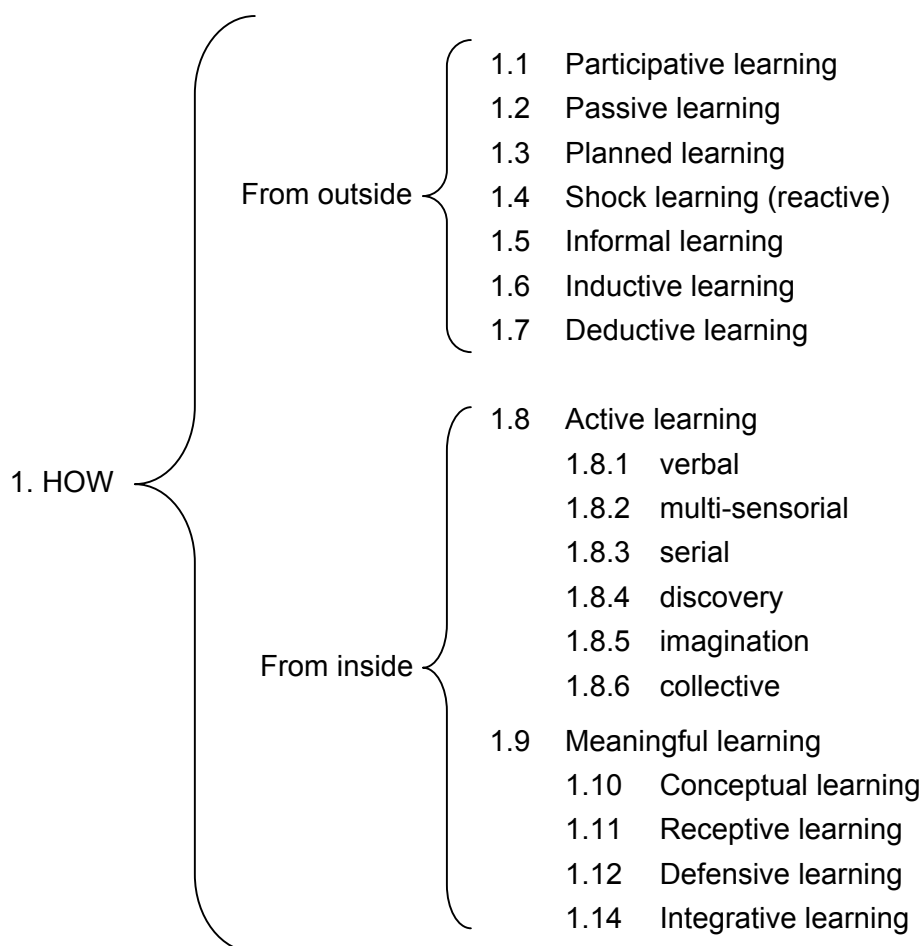 1. HOW
From outside
1.1 Participative learning
1.2 Passive learning
1.3 Planned learning
1.4 Shock learning (reactive)
1.5 Informal learning
1.6 Inductive learning
1.7 Deductive learning
From inside
1.8 Active learning
1.8.1 verbal
1.8.2 multi-sensorial
1.8.3 serial
1.8.4 discovery
1.8.5 imagination
1.8.6 collective
1.9 Meaningful learning
1.10 Conceptual learning
1.11 Receptive learning
1.12 Defensive learning
1.14 Integrative learning